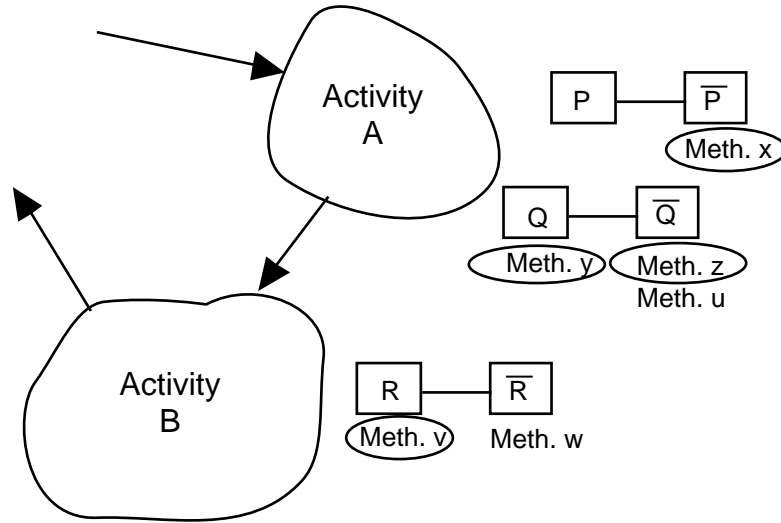 Activity
A
P P̅
Meth. x
Q Q̅
Meth. y Meth. z
Meth. u
Activity
B
R R̅
Meth. v Meth. w